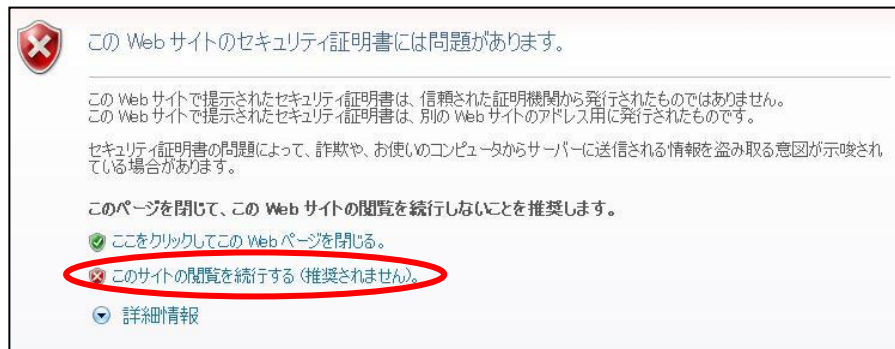 この Web サイトのセキュリティ証明書には問題があります。
この Web サイトで提示されたセキュリティ証明書は、信頼された証明機関から発行されたものではありません。
この Web サイトで提示されたセキュリティ証明書は、別の Web サイトのアドレス用に発行されたものです。
セキュリティ証明書の問題によって、詐欺や、お使いのコンピュータからサーバーに送信される情報を盗み取る意図が示唆され
ている場合があります。
このページを閉じて、この Web サイトの閲覧を続行しないことを推奨します。
ここをクリックしてこの Web ページを閉じる。
このサイトの閲覧を続行する (推奨されません)。
詳細情報